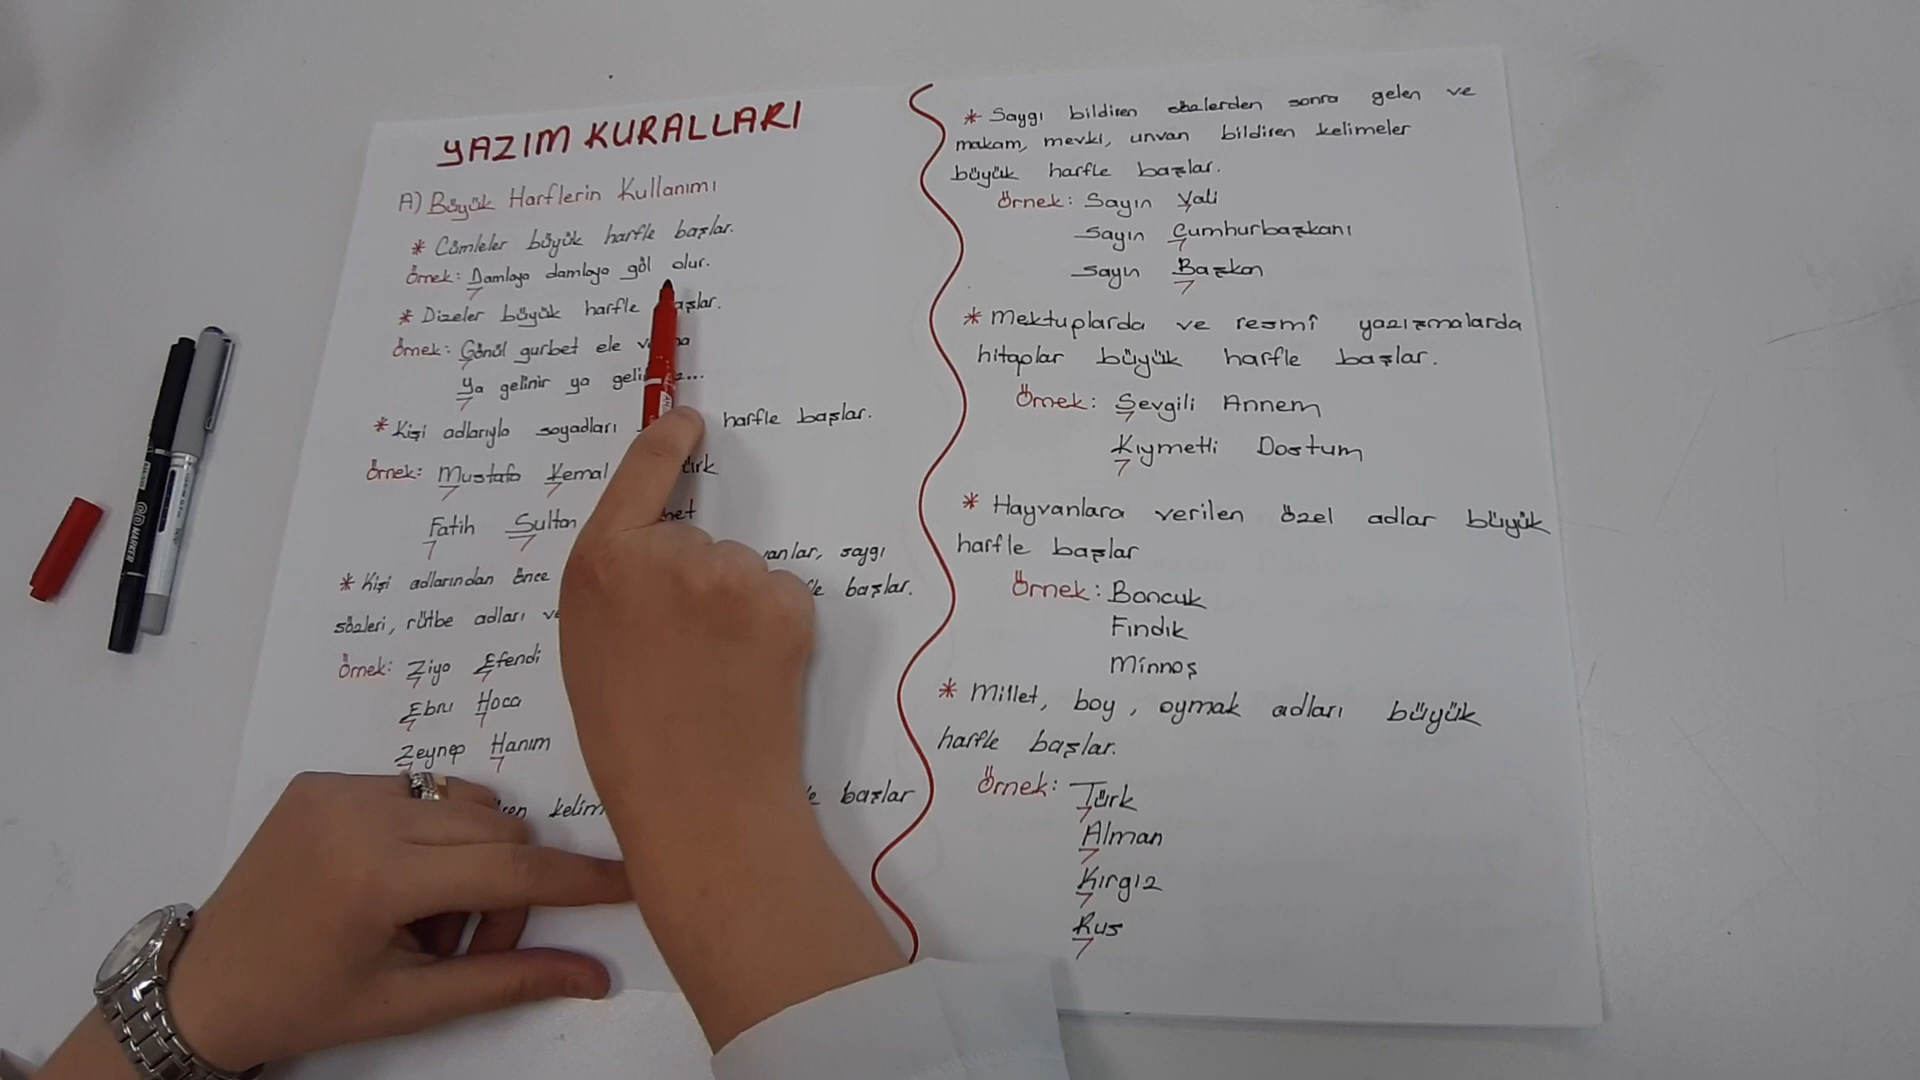 YAZIM KURALLARI
A) Büyük Harflerin Kullanımı
* Cümleler büyük harfle başlar.
Örnek: Damlaya damlaya göl olur.
* Dizeler büyük harfle başlar.
Örnek: Gönül gurbet ele
Ya gelinir ya
* Kişi adlarıyla soyadları harfle başlar.
Örnek: Mustafa Kemal
Fatih Sultan
* Kişi adlarından önce saygı
sözleri, rütbe adları ve başlar.
Örnek: Ziya Efendi
Ebru Hoca
Zeynep Hanım
başlar
* Saygı bildiren sözlerden sonra gelen ve
makam, mevki, unvan bildiren kelimeler
büyük harfle başlar.
Örnek: Sayın Vali
Sayın Cumhurbaşkanı
Sayın Başkan
* Mektuplarda ve resmî yazışmalarda
hitaplar büyük harfle başlar.
Örnek: Sevgili Annem
Kıymetli Dostum
* Hayvanlara verilen özel adlar büyük
harfle başlar
Örnek: Boncuk
Fındık
Minnoş
* Millet, boy, oymak adları büyük
harfle başlar.
Örnek: Türk
Alman
Kırgız
Rus